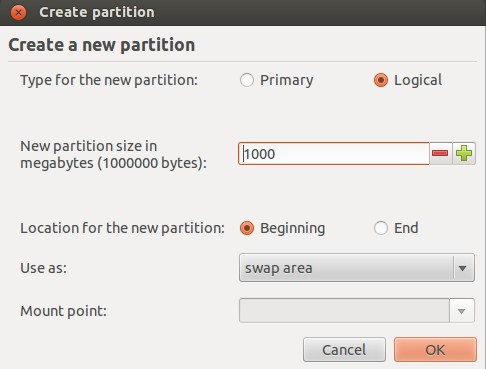 Create partition
Create a new partition
Type for the new partition: Primary Logical
New partition size in
megabytes (1000000 bytes): 1000
Location for the new partition: Beginning End
Use as: swap area
Mount point:
Cancel OK